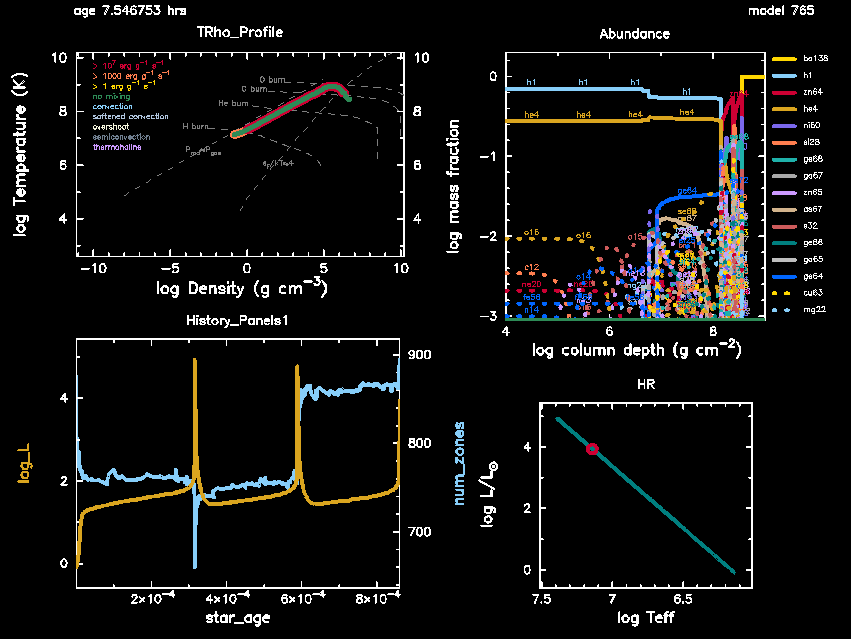 age 7.546753 hrs
model 765
TRho_Profile
> 10⁷ erg g⁻¹ s⁻¹
> 1000 erg g⁻¹ s⁻¹
> 1 erg g⁻¹ s⁻¹
no mixing
convection
softened convection
overshoot
semiconvection
thermohaline
O burn
C burn
He burn
H burn
10
8
6
4
10
8
6
4
−10
−5
0
5
10
log Temperature (K)
log Density (g cm⁻³)
Abundance
h1
h1
h1
h1
he4
he4
he4
he4
ge64
o16
o16
c12
n14
0
−1
−2
−3
4
6
8
log mass fraction
log column depth (g cm⁻²)
ba138
h1
zn64
he4
ni60
si28
ge68
ga67
zn65
as67
s32
ge66
ge65
ge64
cu63
mg22
History_Panels1
4
2
0
900
800
700
2×10⁻⁴
4×10⁻⁴
6×10⁻⁴
8×10⁻⁴
log_L
num_zones
star_age
HR
4
2
0
7.5
7
6.5
log L/L☉
log Teff